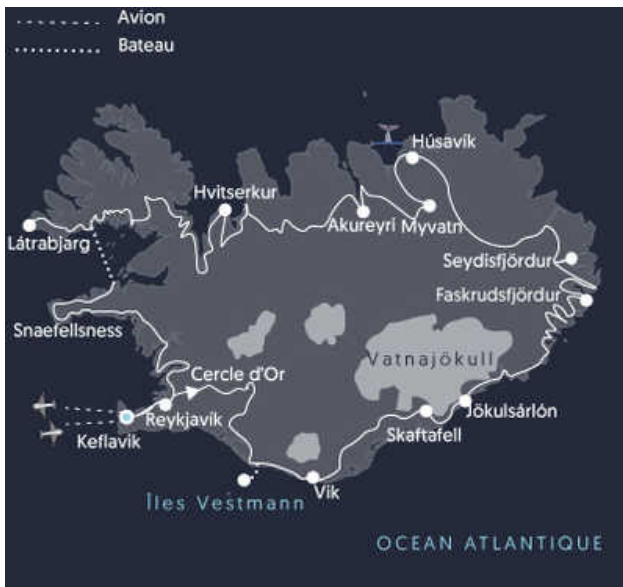 Avion
Bateau
Húsavík
Hvitserkur
Akureyri
Myvatn
Látrabjarg
Seydisfjördur
Faskrudsfjördur
Snaefellsness
Vatnajökull
Cercle d'Or
Reykjavík
Jökulsárlón
Keflavik
Skaftafell
Vik
Îles Vestmann
OCEAN ATLANTIQUE